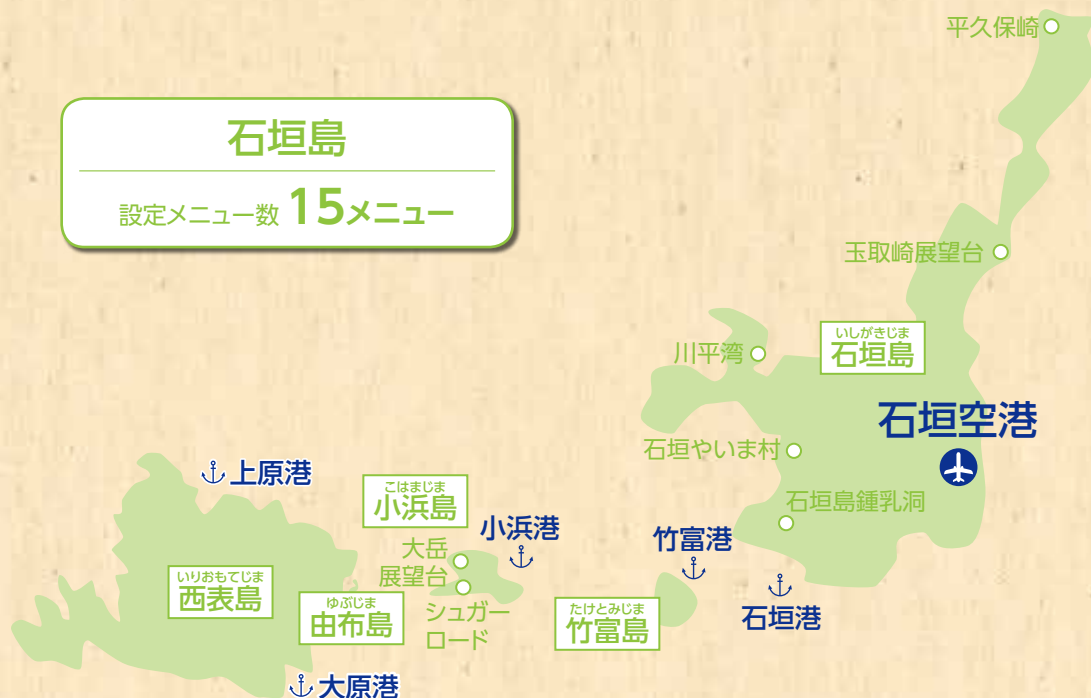 平久保崎
石垣島
設定メニュー数 15メニュー
玉取崎展望台
いしがきじま
石垣島
川平湾
石垣空港
石垣やいま村
上原港
こはまじま
小浜島
石垣島鍾乳洞
小浜港
竹富港
大岳
展望台
いりおもてじま
西表島
ゆぶじま
由布島
シュガー
ロード
たけとみじま
竹富島
石垣港
大原港